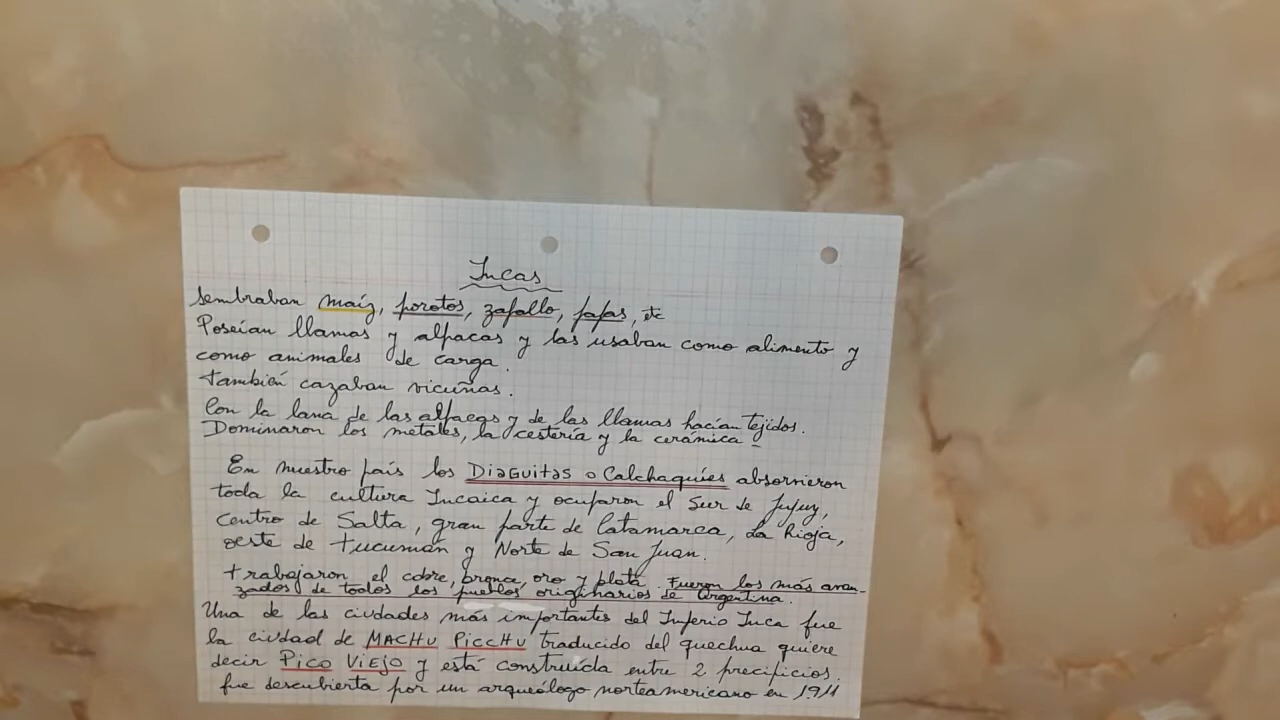 Incas
Sembraban maíz, porotos, zapallo, papas, etc
Poseían llamas y alpacas y las usaban como alimento y
como animales de carga.
También cazaban vicuñas.
Con la lana de las alpacas y de las llamas hacían tejidos.
Dominaron los metales, la cestería y la cerámica
En nuestro país los Diaguitas o Calchaquíes absorvieron
toda la cultura Incaica y ocuparon el Sur de Jujuy,
centro de Salta, gran parte de Catamarca, La Rioja,
oeste de Tucumán y Norte de San Juan.
Trabajaron el cobre, bronce, oro y plata. Fueron los más avan-
zados de todos los pueblos originarios de Argentina.
Una de las ciudades más importantes del Imperio Inca fue
la ciudad de MACHU PICCHU traducido del quechua quiere
decir PICO VIEJO y está construída entre 2 precipicios.
fue descubierta por un arqueólogo norteamericano en 1911